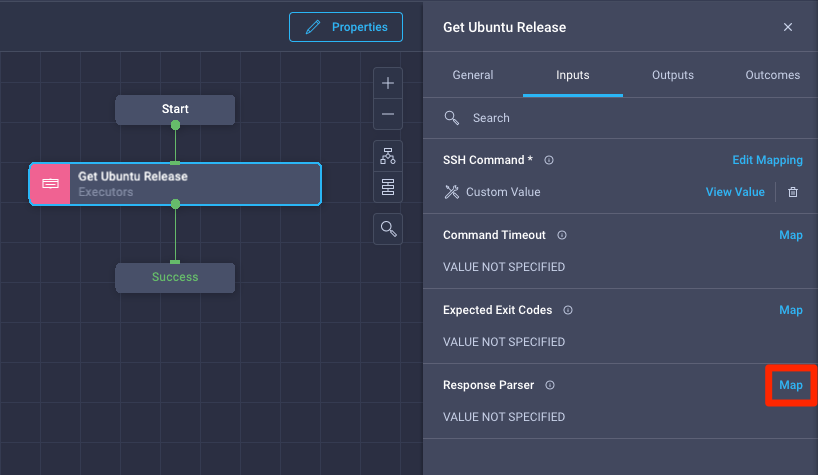 Properties
Start
Get Ubuntu Release
Executors
Success
Get Ubuntu Release
General Inputs Outputs Outcomes
Search
SSH Command * Edit Mapping
Custom Value View Value
Command Timeout Map
VALUE NOT SPECIFIED
Expected Exit Codes Map
VALUE NOT SPECIFIED
Response Parser Map
VALUE NOT SPECIFIED